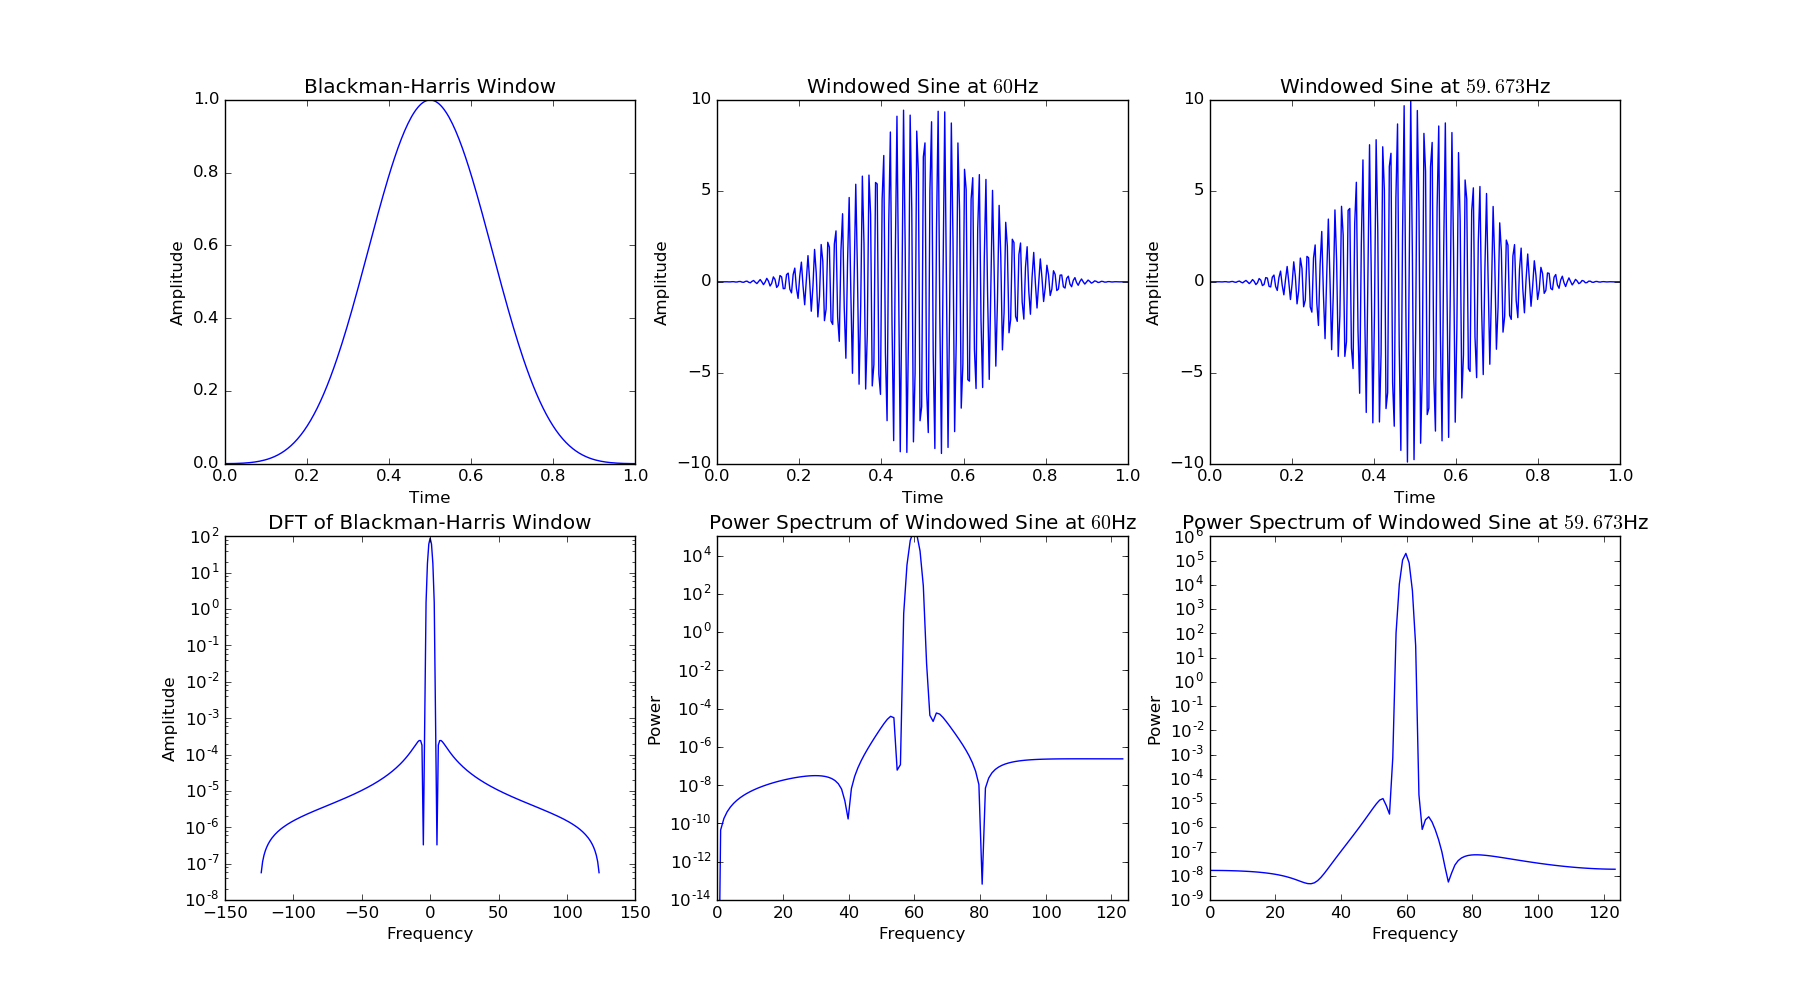 Blackman-Harris Window
1.0
0.8
0.6
0.4
0.2
0.0
Amplitude
0.0 0.2 0.4 0.6 0.8 1.0
Time
Windowed Sine at 60Hz
10
5
0
−5
−10
Amplitude
0.0 0.2 0.4 0.6 0.8 1.0
Time
Windowed Sine at 59.673Hz
10
5
0
−5
−10
Amplitude
0.0 0.2 0.4 0.6 0.8 1.0
Time
DFT of Blackman-Harris Window
10^2
10^1
10^0
10^-1
10^-2
10^-3
10^-4
10^-5
10^-6
10^-7
10^-8
Amplitude
−150 −100 −50 0 50 100 150
Frequency
Power Spectrum of Windowed Sine at 60Hz
10^4
10^2
10^0
10^-2
10^-4
10^-6
10^-8
10^-10
10^-12
10^-14
Power
0 20 40 60 80 100 120
Frequency
Power Spectrum of Windowed Sine at 59.673Hz
10^6
10^5
10^4
10^3
10^2
10^1
10^0
10^-1
10^-2
10^-3
10^-4
10^-5
10^-6
10^-7
10^-8
10^-9
Power
0 20 40 60 80 100 120
Frequency